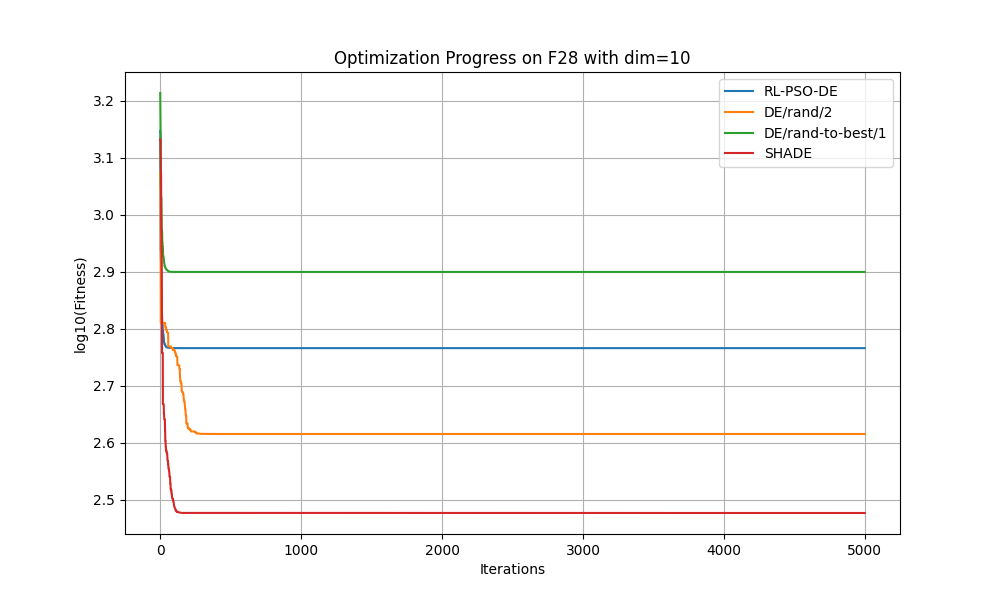 Optimization Progress on F28 with dim=10
RL-PSO-DE
DE/rand/2
DE/rand-to-best/1
SHADE
log10(Fitness)
3.2
3.1
3.0
2.9
2.8
2.7
2.6
2.5
0 1000 2000 3000 4000 5000
Iterations